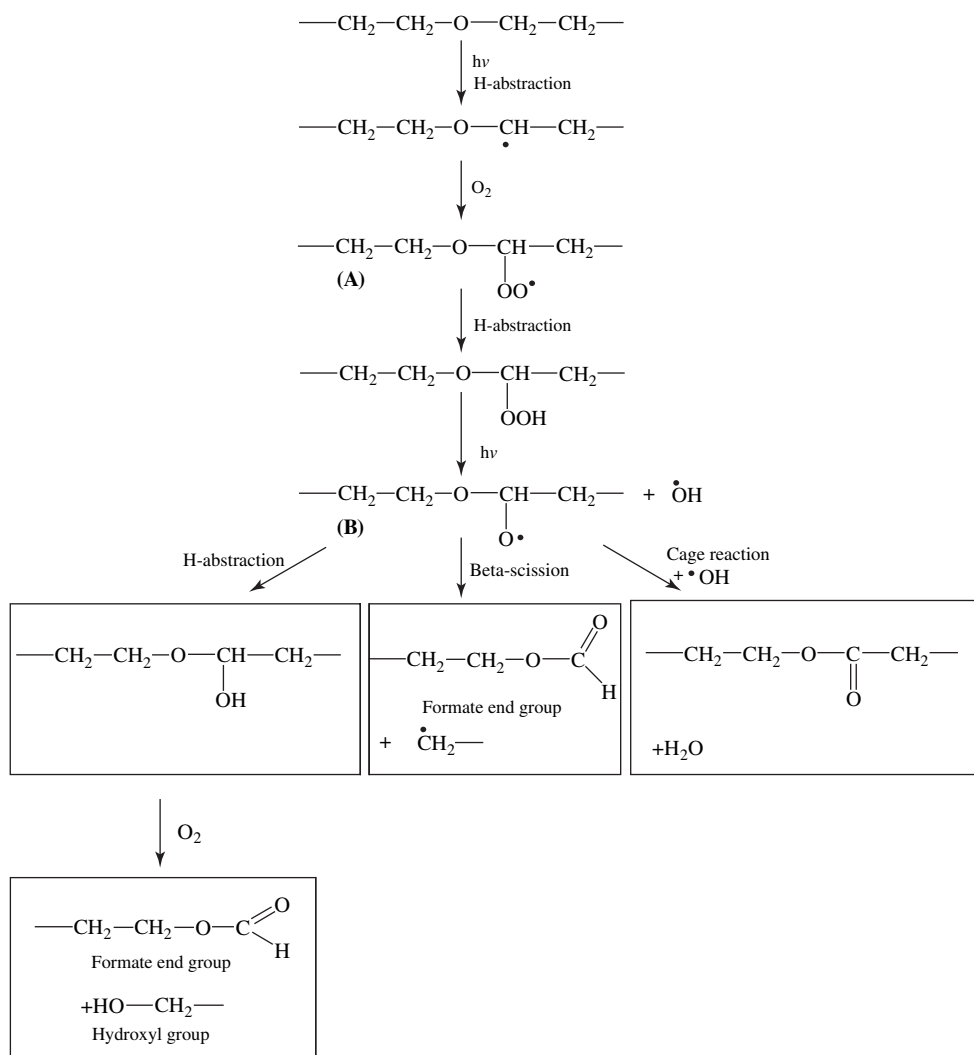 —CH₂—CH₂—O—CH₂—CH₂—
hν
H-abstraction
—CH₂—CH₂—O—CH—CH₂—
•
O₂
—CH₂—CH₂—O—CH—CH₂—
(A)
OO•
H-abstraction
—CH₂—CH₂—O—CH—CH₂—
OOH
hν
—CH₂—CH₂—O—CH—CH₂— + •OH
(B)
O•
H-abstraction
Beta-scission
Cage reaction
+ •OH
—CH₂—CH₂—O—CH—CH₂—
OH
O
—CH₂—CH₂—O—C
H
Formate end group
+ •CH₂—
—CH₂—CH₂—O—C—CH₂—
O
+H₂O
O₂
O
—CH₂—CH₂—O—C
H
Formate end group
+HO—CH₂—
Hydroxyl group